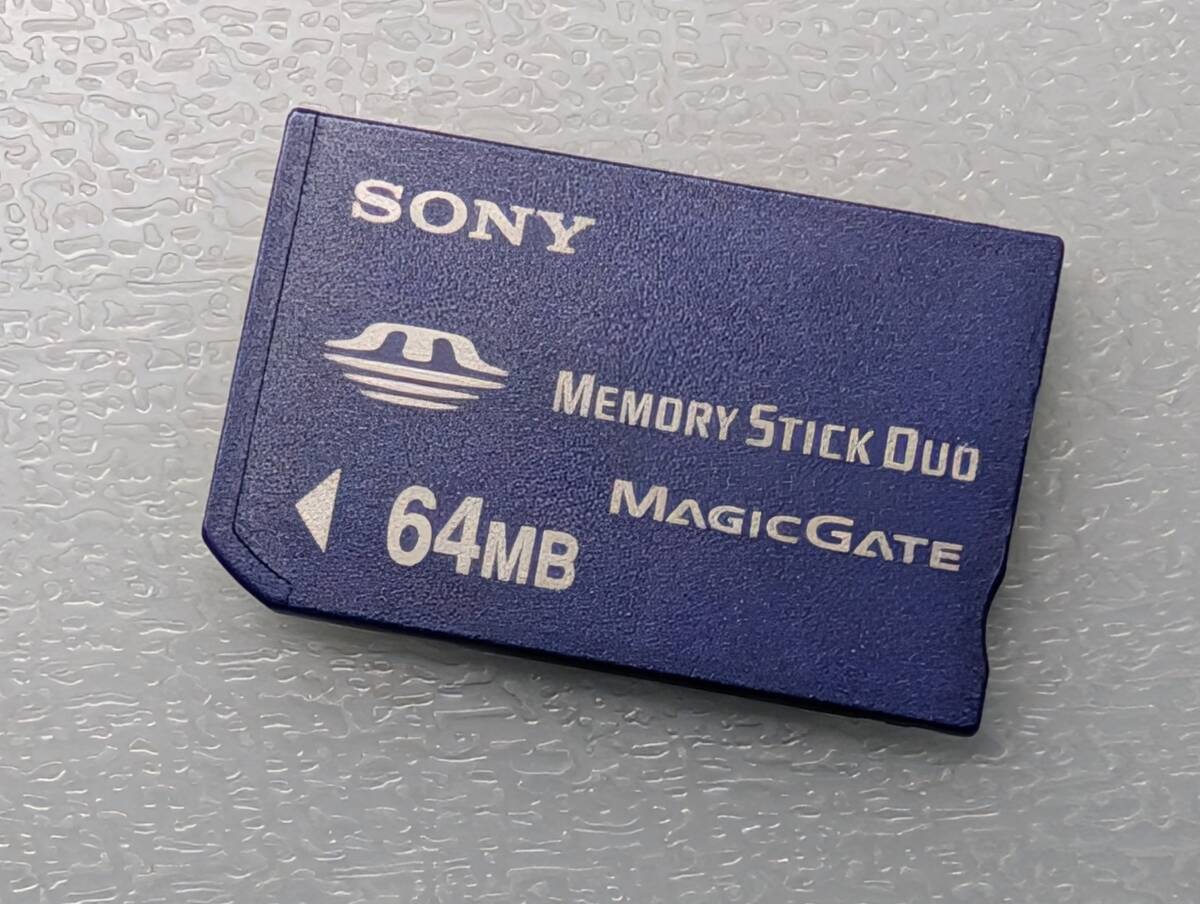 SONY
MEMORY STICK DUO
MAGICGATE
64MB